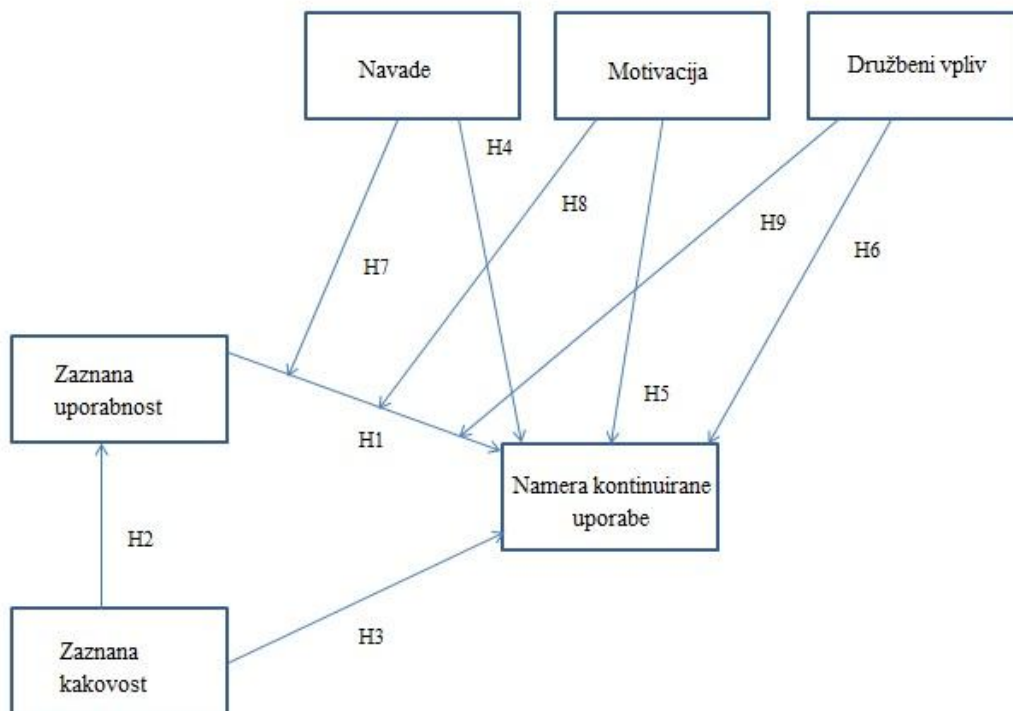 Navade
Motivacija
Družbeni vpliv
H4
H8
H9
H6
H7
Zaznana
uporabnost
H5
H1
Namera kontinuirane
uporabe
H2
H3
Zaznana
kakovost